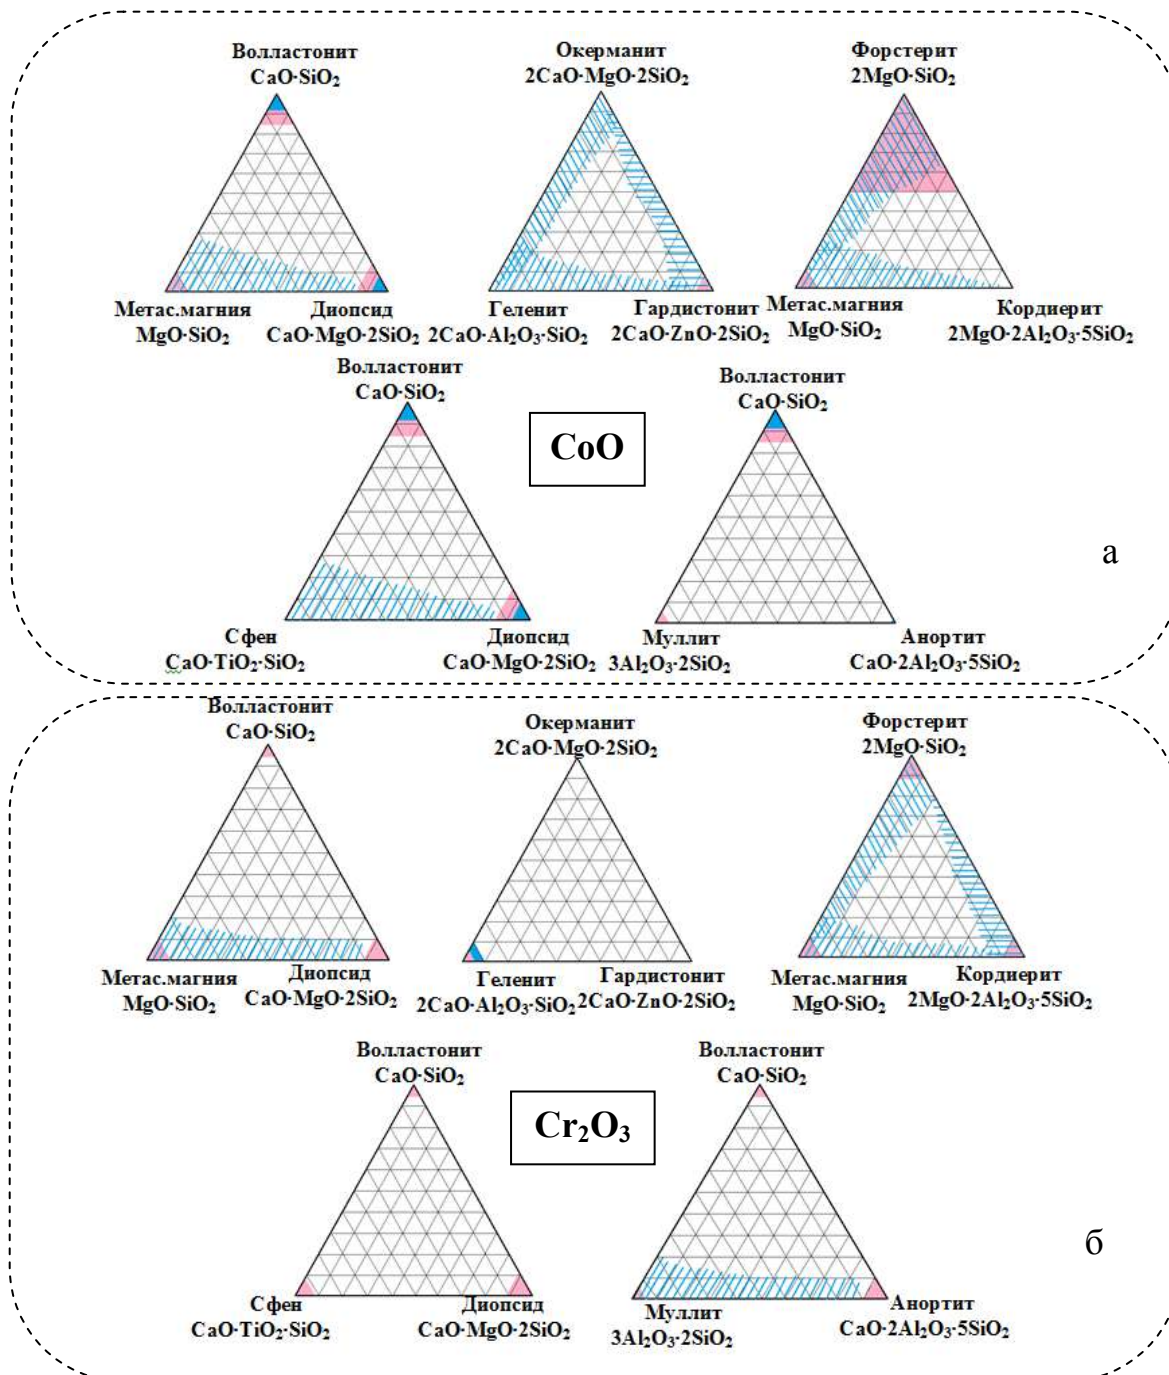 Волластонит
CaO·SiO₂
Окерманит
2CaO·MgO·2SiO₂
Форстерит
2MgO·SiO₂
Метас.магния
MgO·SiO₂
Диопсид
CaO·MgO·2SiO₂
Геленит
2CaO·Al₂O₃·SiO₂
Гардистонит
2CaO·ZnO·2SiO₂
Метас.магния
MgO·SiO₂
Кордиерит
2MgO·2Al₂O₃·5SiO₂
Волластонит
CaO·SiO₂
CoO
Волластонит
CaO·SiO₂
а
Сфен
CaO·TiO₂·SiO₂
Диопсид
CaO·MgO·2SiO₂
Муллит
3Al₂O₃·2SiO₂
Анортит
CaO·2Al₂O₃·5SiO₂
Волластонит
CaO·SiO₂
Окерманит
2CaO·MgO·2SiO₂
Форстерит
2MgO·SiO₂
Метас.магния
MgO·SiO₂
Диопсид
CaO·MgO·2SiO₂
Геленит
2CaO·Al₂O₃·SiO₂
Гардистонит
2CaO·ZnO·2SiO₂
Метас.магния
MgO·SiO₂
Кордиерит
2MgO·2Al₂O₃·5SiO₂
Волластонит
CaO·SiO₂
Cr₂O₃
Волластонит
CaO·SiO₂
б
Сфен
CaO·TiO₂·SiO₂
Диопсид
CaO·MgO·2SiO₂
Муллит
3Al₂O₃·2SiO₂
Анортит
CaO·2Al₂O₃·5SiO₂